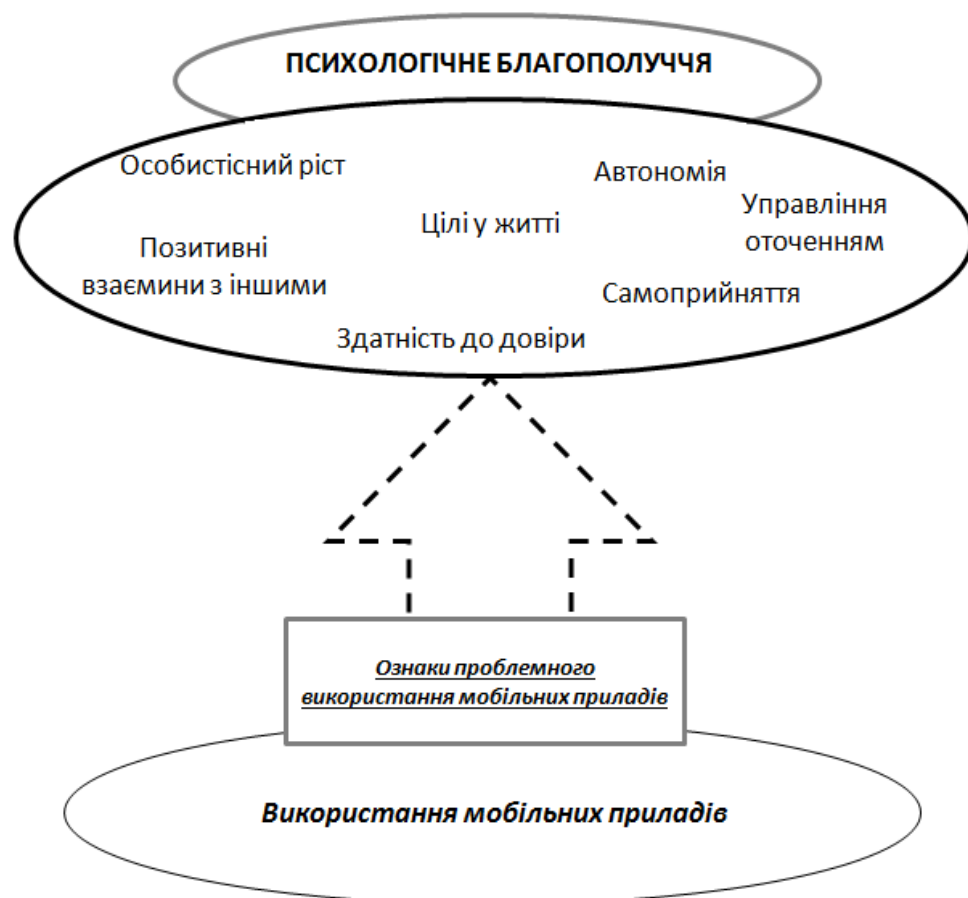 ПСИХОЛОГІЧНЕ БЛАГОПОЛУЧЧЯ
Особистісний ріст
Автономія
Цілі у житті
Управління
оточенням
Позитивні
взаємини з іншими
Самоприйняття
Здатність до довіри
Ознаки проблемного
використання мобільних приладів
Використання мобільних приладів